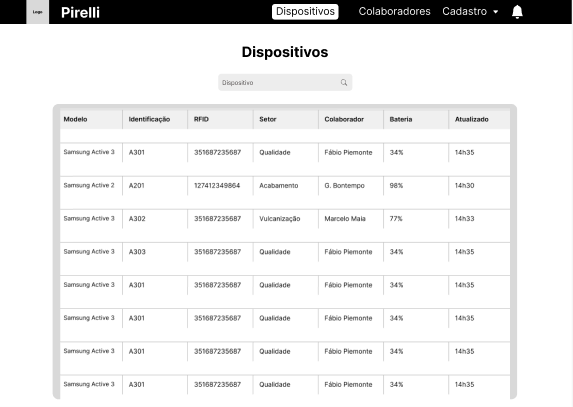 Logo Pirelli Dispositivos Colaboradores Cadastro
Dispositivos
Dispositivo
Modelo Identificação RFID Setor Colaborador Bateria Atualizado
Samsung Active 3 A301 351687235687 Qualidade Fábio Piemonte 34% 14h35
Samsung Active 2 A201 127412349864 Acabamento G. Bontempo 98% 14h30
Samsung Active 3 A302 351687235687 Vulcanização Marcelo Maia 77% 14h33
Samsung Active 3 A303 351687235687 Qualidade Fábio Piemonte 34% 14h35
Samsung Active 3 A301 351687235687 Qualidade Fábio Piemonte 34% 14h35
Samsung Active 3 A301 351687235687 Qualidade Fábio Piemonte 34% 14h35
Samsung Active 3 A301 351687235687 Qualidade Fábio Piemonte 34% 14h35
Samsung Active 3 A301 351687235687 Qualidade Fábio Piemonte 34% 14h35